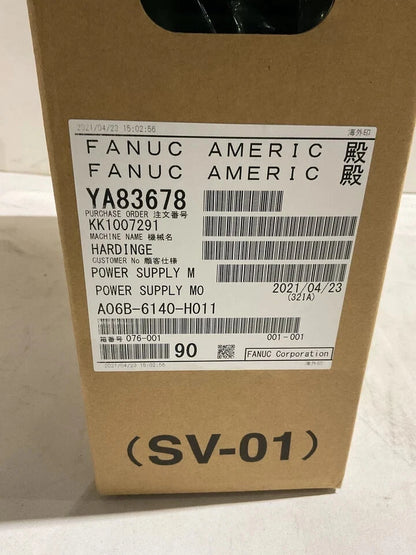 2021/04/23 15:02:56 海外印
FANUC AMERIC 殿
FANUC AMERIC 殿
YA83678
PURCHASE ORDER 注文番号
KK1007291
MACHINE NAME 機械名
HARDINGE
CUSTOMER No 顧客仕様
POWER SUPPLY M
POWER SUPPLY MO 2021/04/23
(321A)
A06B-6140-H011
箱番号 076-001 001-001
90 FANUC Corporation
2021/04/23 15:02:56 海外印
(SV-01)